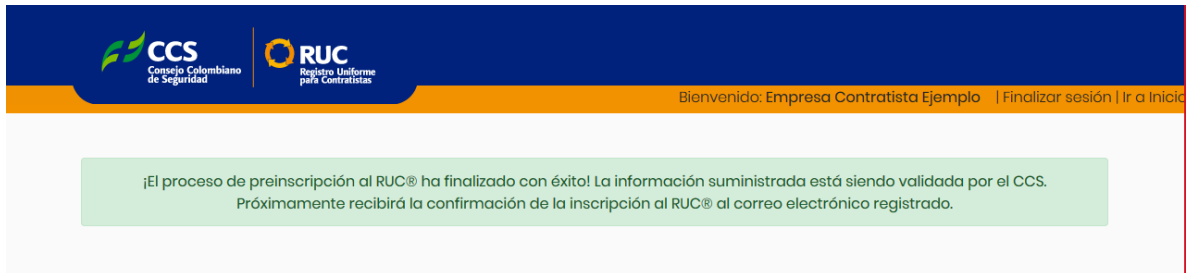 CCS
Consejo Colombiano
de Seguridad
RUC
Registro Uniforme
para Contratistas
Bienvenido: Empresa Contratista Ejemplo | Finalizar sesión | Ir a Inicio
¡El proceso de preinscripción al RUC® ha finalizado con éxito! La información suministrada está siendo validada por el CCS.
Próximamente recibirá la confirmación de la inscripción al RUC® al correo electrónico registrado.